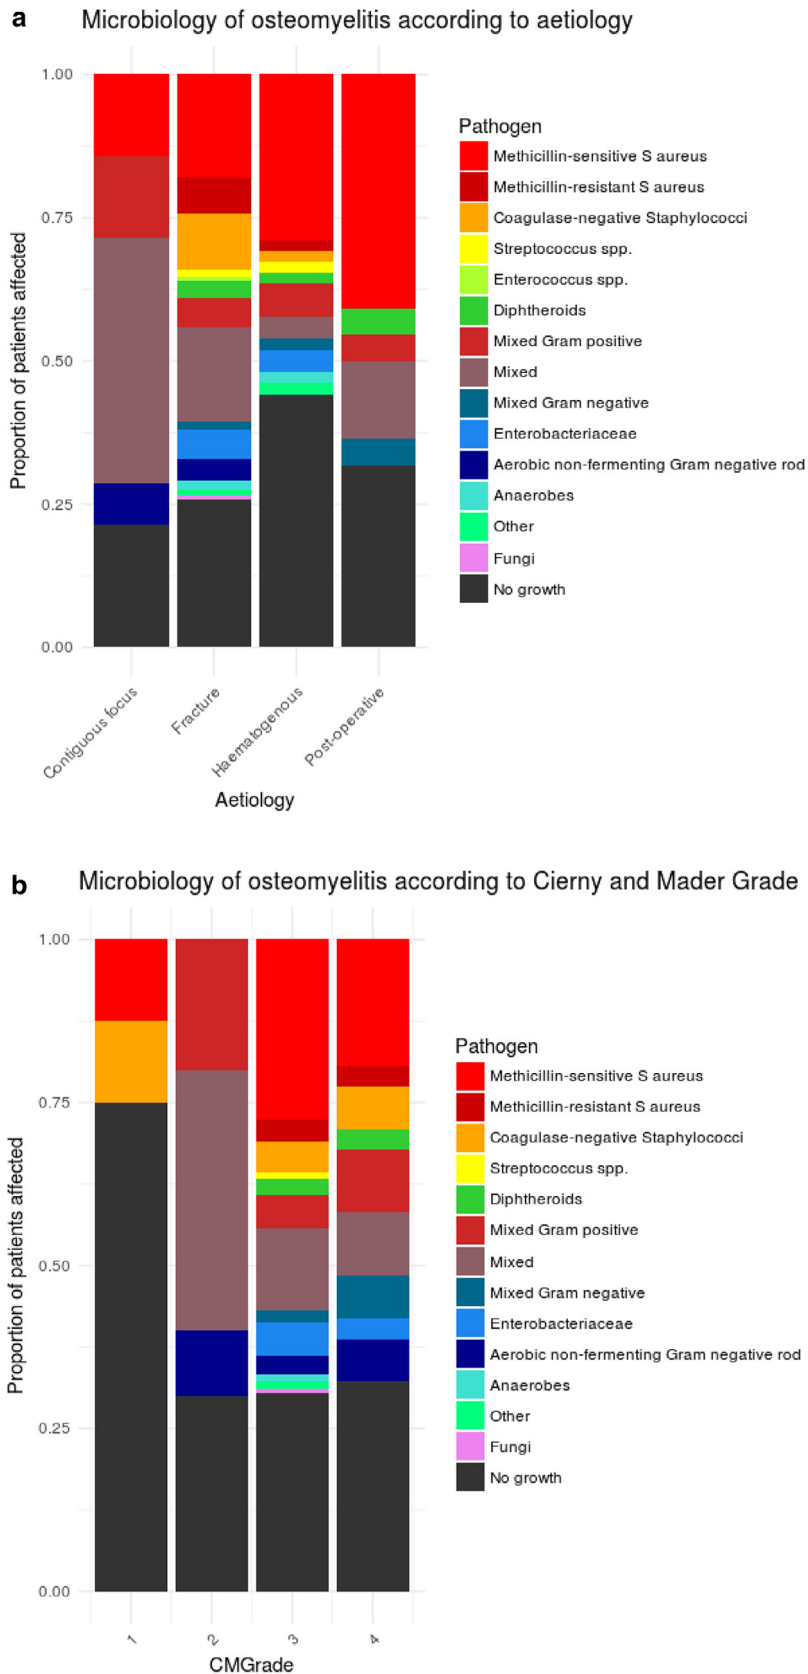 a
Microbiology of osteomyelitis according to aetiology
1.00
0.75
0.50
0.25
0.00
Proportion of patients affected
Contiguous focus
Fracture
Haematogenous
Post-operative
Aetiology
Pathogen
Methicillin-sensitive S aureus
Methicillin-resistant S aureus
Coagulase-negative Staphylococci
Streptococcus spp.
Enterococcus spp.
Diphtheroids
Mixed Gram positive
Mixed
Mixed Gram negative
Enterobacteriaceae
Aerobic non-fermenting Gram negative rod
Anaerobes
Other
Fungi
No growth
b
Microbiology of osteomyelitis according to Cierny and Mader Grade
1.00
0.75
0.50
0.25
0.00
Proportion of patients affected
1
2
3
4
CMGrade
Pathogen
Methicillin-sensitive S aureus
Methicillin-resistant S aureus
Coagulase-negative Staphylococci
Streptococcus spp.
Diphtheroids
Mixed Gram positive
Mixed
Mixed Gram negative
Enterobacteriaceae
Aerobic non-fermenting Gram negative rod
Anaerobes
Other
Fungi
No growth